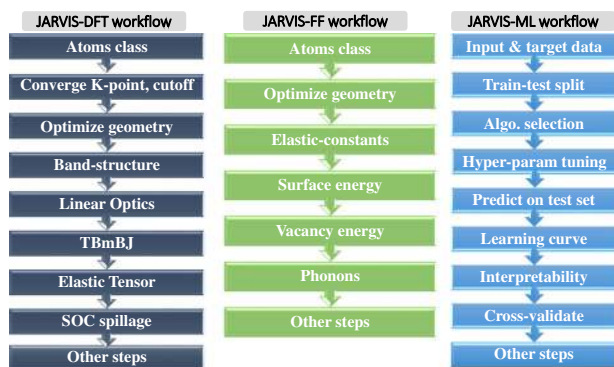 JARVIS-DFT workflow
Atoms class
Converge K-point, cutoff
Optimize geometry
Band-structure
Linear Optics
TBmBJ
Elastic Tensor
SOC spillage
Other steps
JARVIS-FF workflow
Atoms class
Optimize geometry
Elastic-constants
Surface energy
Vacancy energy
Phonons
Other steps
JARVIS-ML workflow
Input & target data
Train-test split
Algo. selection
Hyper-param tuning
Predict on test set
Learning curve
Interpretability
Cross-validate
Other steps